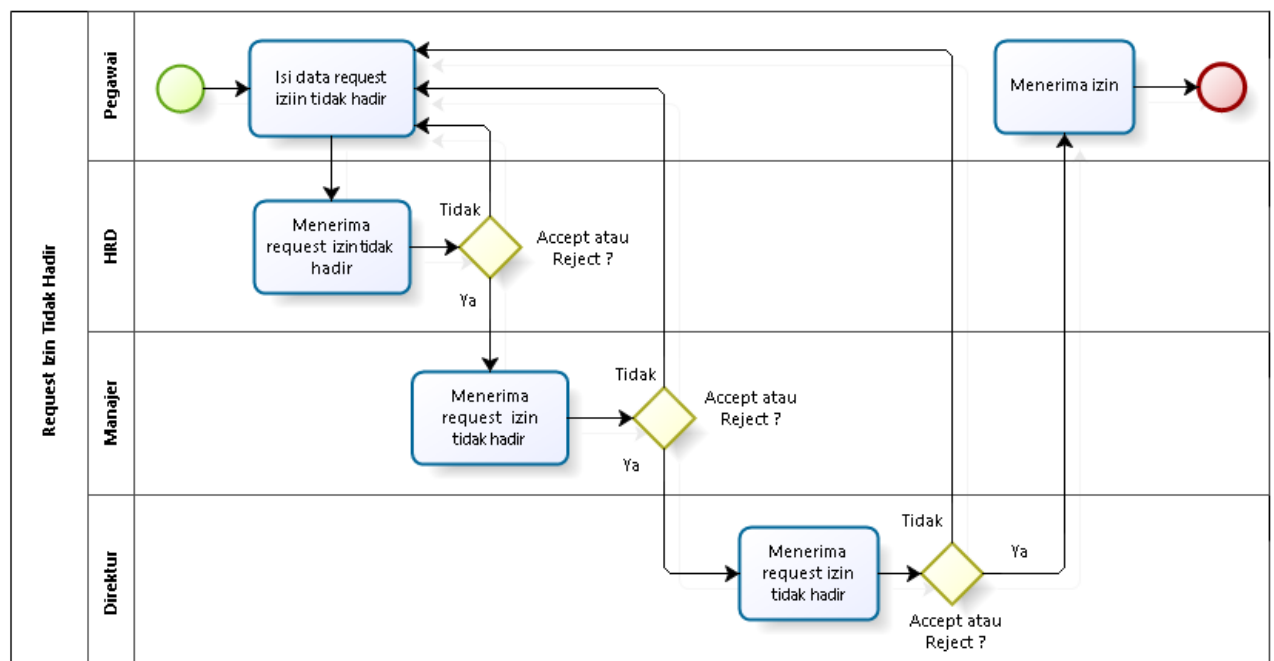 Request Izin Tidak Hadir
Pegawai
Isi data request
iziin tidak hadir
Menerima izin
HRD
Menerima
request izin tidak
hadir
Tidak
Accept atau
Reject ?
Ya
Manajer
Menerima
request izin
tidak hadir
Tidak
Accept atau
Reject ?
Ya
Direktur
Menerima
request izin
tidak hadir
Tidak
Ya
Accept atau
Reject ?